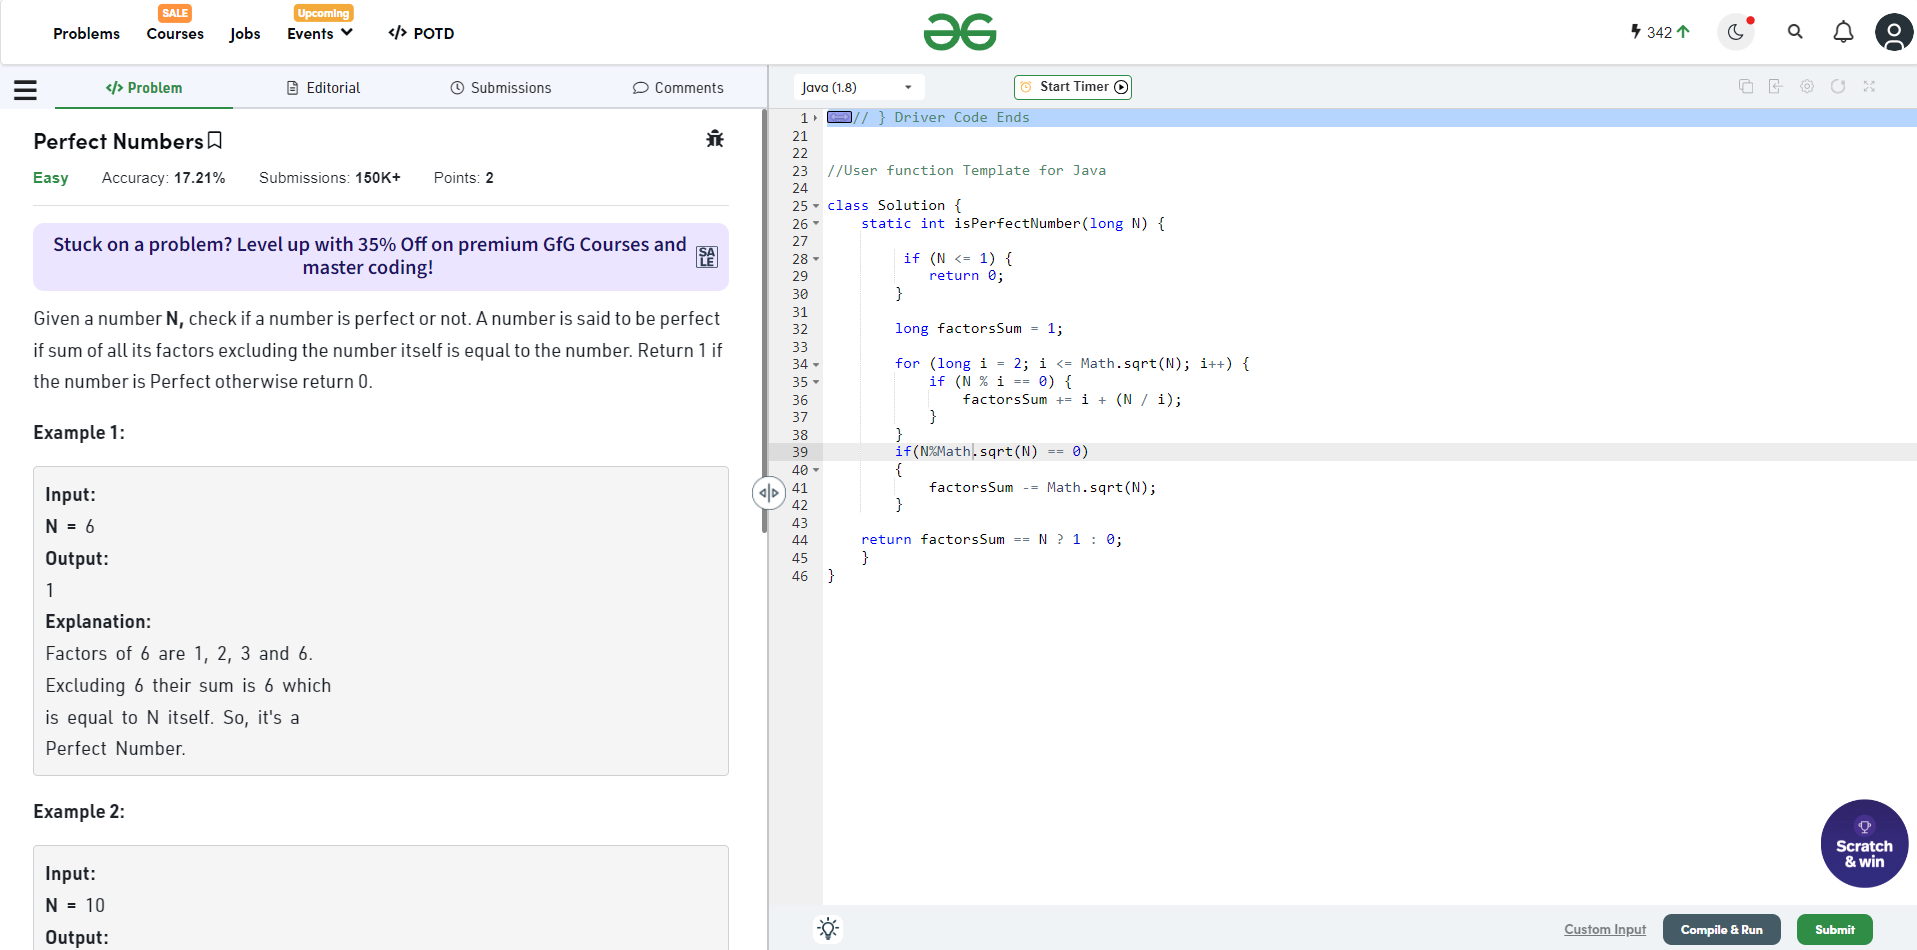 SALE
Upcoming
Problems Courses Jobs Events </> POTD
342
</> Problem Editorial Submissions Comments
Java (1.8)
Start Timer
Perfect Numbers
Easy Accuracy: 17.21% Submissions: 150K+ Points: 2
Stuck on a problem? Level up with 35% Off on premium GfG Courses and
master coding!
SA
LE
Given a number N, check if a number is perfect or not. A number is said to be perfect
if sum of all its factors excluding the number itself is equal to the number. Return 1 if
the number is Perfect otherwise return 0.
Example 1:
Input:
N = 6
Output:
1
Explanation:
Factors of 6 are 1, 2, 3 and 6.
Excluding 6 their sum is 6 which
is equal to N itself. So, it's a
Perfect Number.
Example 2:
Input:
N = 10
Output:
1 // } Driver Code Ends
21
22
23 //User function Template for Java
24
25 class Solution {
26 static int isPerfectNumber(long N) {
27
28 if (N <= 1) {
29 return 0;
30 }
31
32 long factorsSum = 1;
33
34 for (long i = 2; i <= Math.sqrt(N); i++) {
35 if (N % i == 0) {
36 factorsSum += i + (N / i);
37 }
38 }
39 if(N%Math.sqrt(N) == 0)
40 {
41 factorsSum -= Math.sqrt(N);
42 }
43
44 return factorsSum == N ? 1 : 0;
45 }
46 }
Scratch
& win
Custom Input Compile & Run Submit